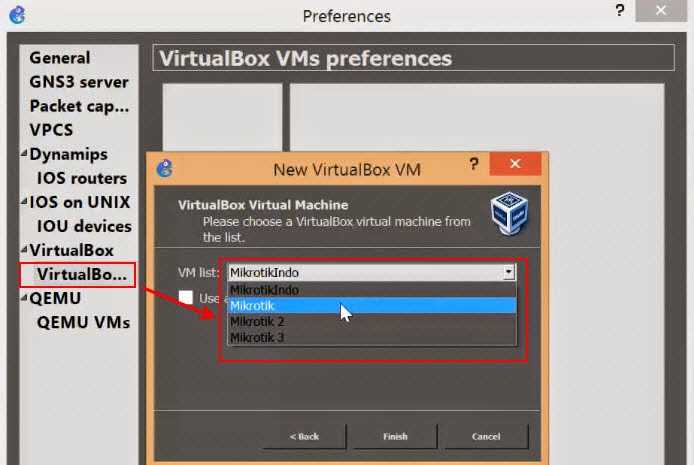 Preferences
?
×
General
GNS3 server
Packet cap...
VPCS
Dynamips
IOS routers
IOS on UNIX
IOU devices
VirtualBox
VirtualBo...
QEMU
QEMU VMs
VirtualBox VMs preferences
New VirtualBox VM
?
×
VirtualBox Virtual Machine
Please choose a VirtualBox virtual machine from
the list.
VM list:
MikrotikIndo
MikrotikIndo
Mikrotik
Mikrotik 2
Mikrotik 3
Use
< Back
Finish
Cancel